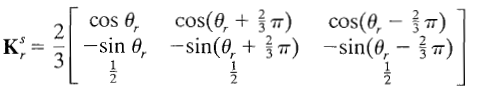 K_r^s = 2/3 [ cos θ_r cos(θ_r + 2/3 π) cos(θ_r − 2/3 π)
−sin θ_r −sin(θ_r + 2/3 π) −sin(θ_r − 2/3 π)
1/2 1/2 1/2 ]